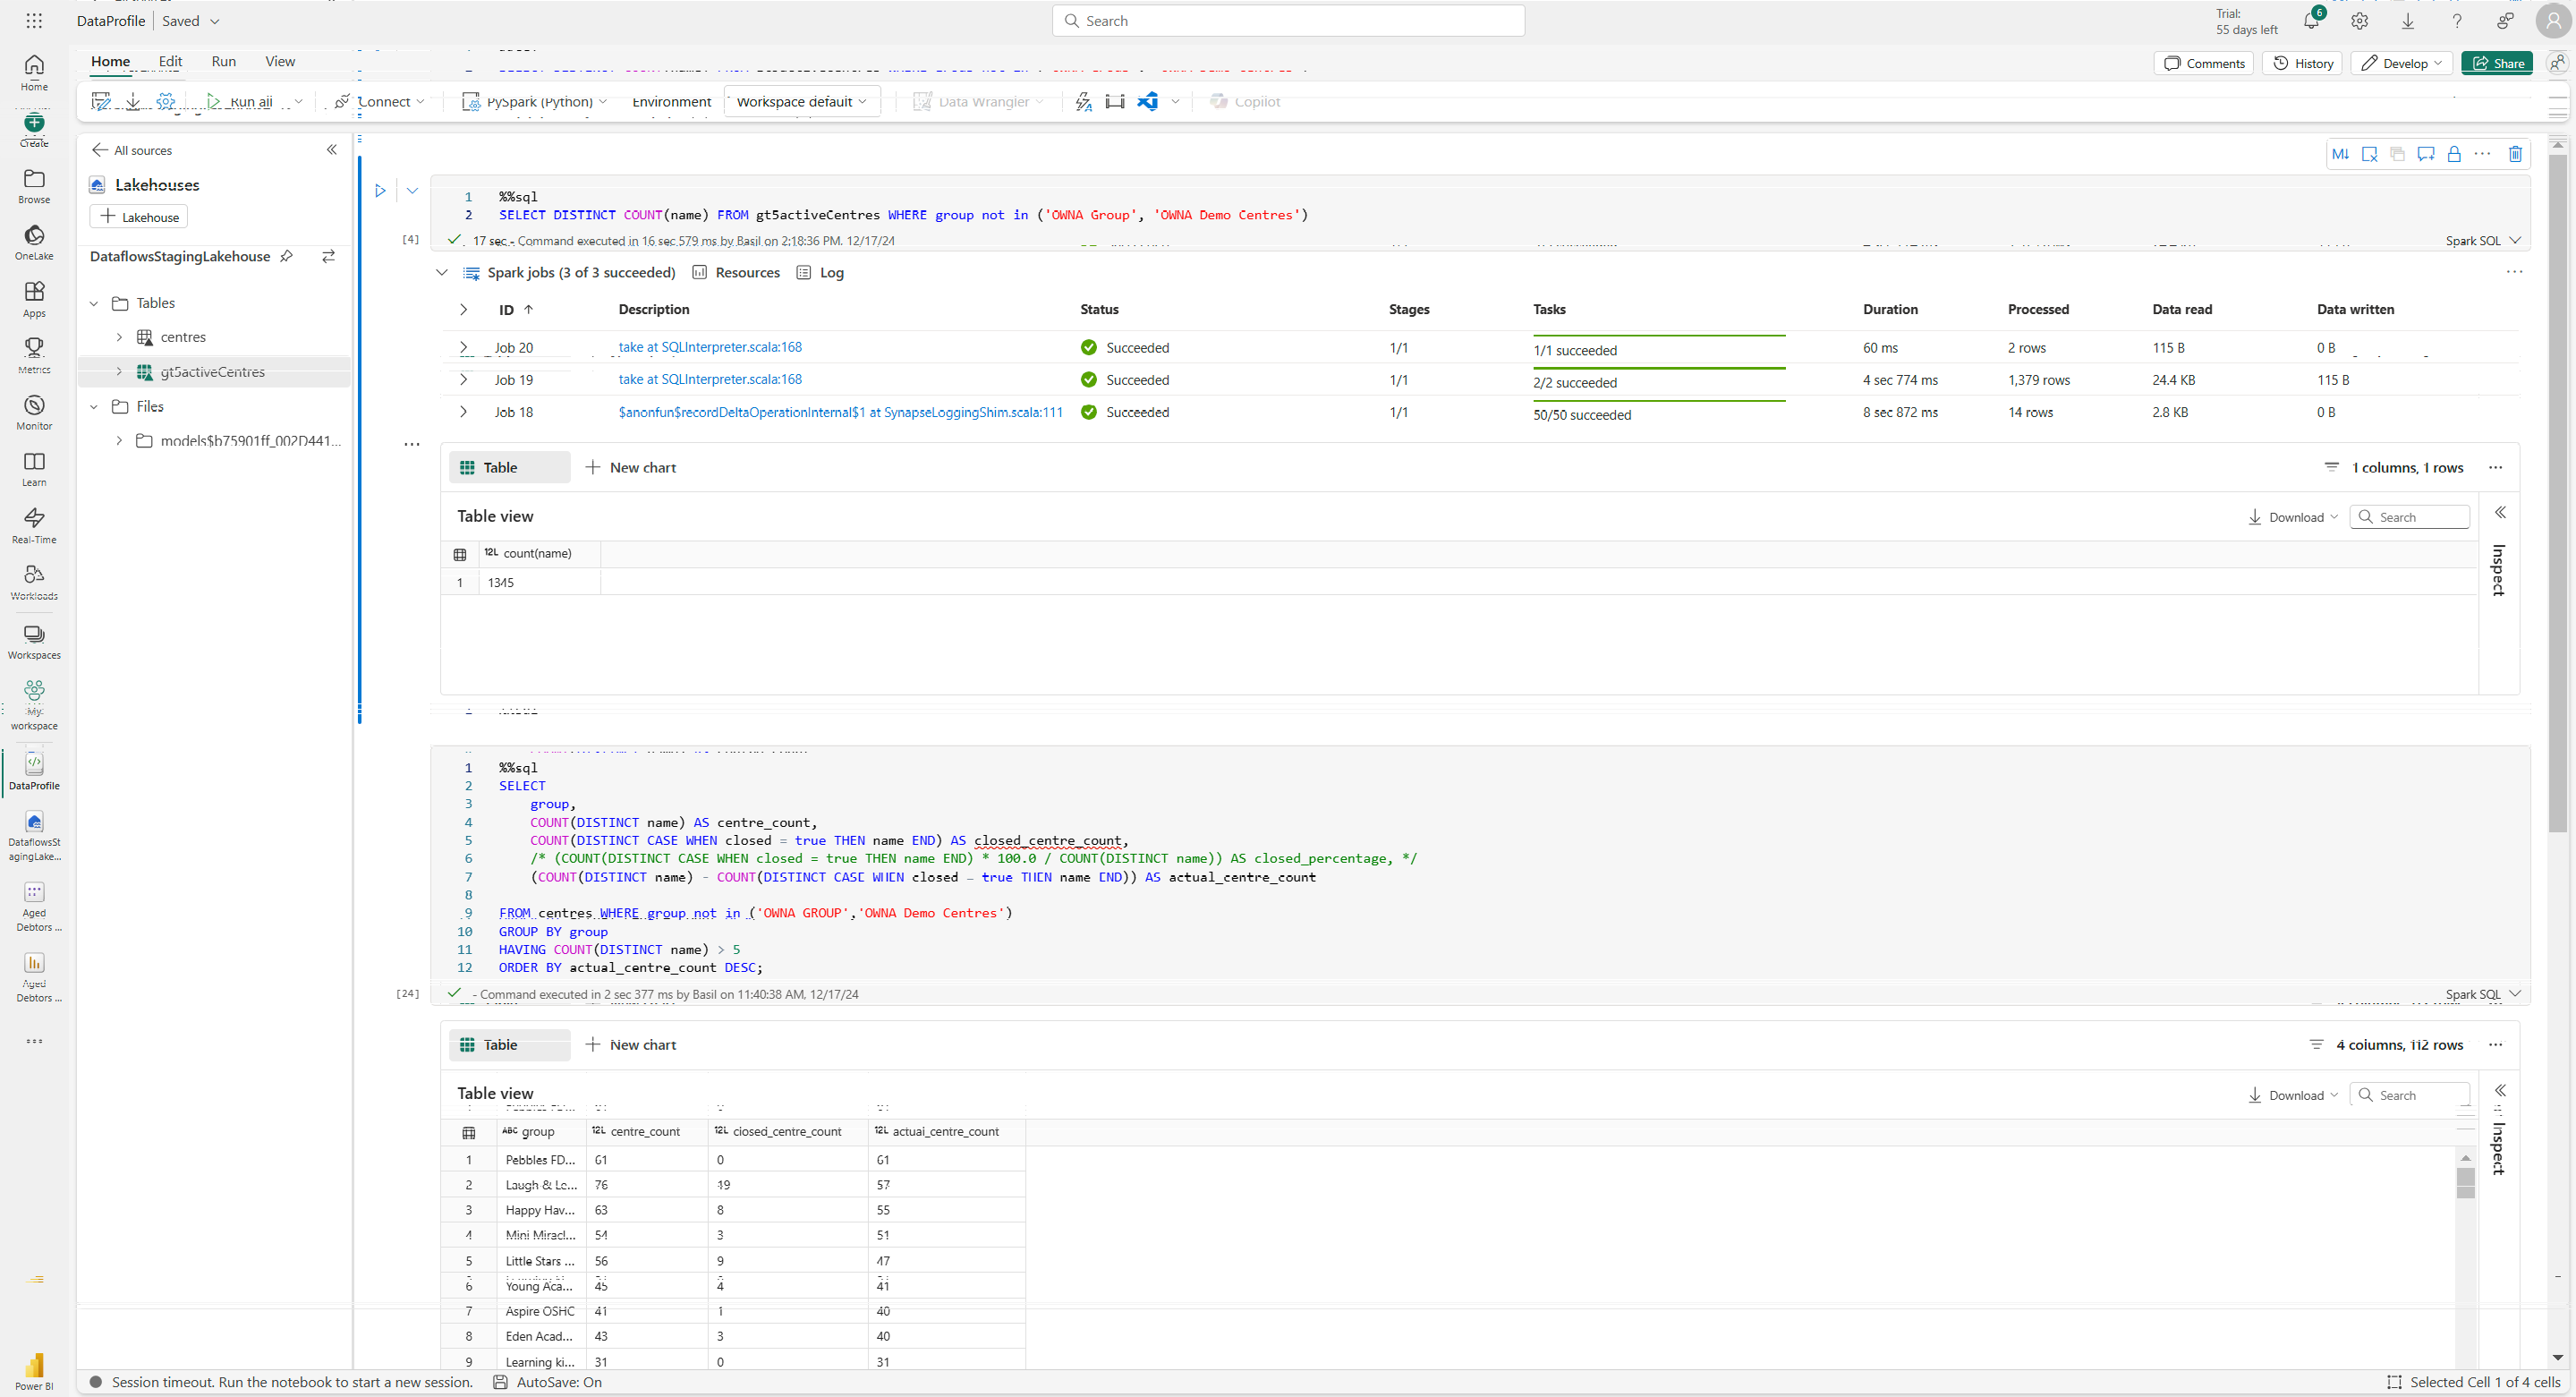 DataProfile Saved
Search
Trial:
55 days left
6
Home Edit Run View
Comments History Develop Share
Run all Connect PySpark (Python) Environment Workspace default Data Wrangler Copilot
Home
Create
Browse
OneLake
Apps
Metrics
Monitor
Learn
Real-Time
Workloads
Workspaces
My workspace
DataProfile
DataflowsSt
agingLake...
Aged
Debtors ...
Aged
Debtors ...
Power BI
All sources
Lakehouses
Lakehouse
DataflowsStagingLakehouse
Tables
centres
gt5activeCentres
Files
models$b75901ff_002D441...
M↓
1 %%sql
2 SELECT DISTINCT COUNT(name) FROM gt5activeCentres WHERE group not in ('OWNA Group', 'OWNA Demo Centres')
[4] 17 sec - Command executed in 16 sec 579 ms by Basil on 2:18:36 PM, 12/17/24 Spark SQL
Spark jobs (3 of 3 succeeded) Resources Log
ID Description Status Stages Tasks Duration Processed Data read Data written
Job 20 take at SQLInterpreter.scala:168 Succeeded 1/1 1/1 succeeded 60 ms 2 rows 115 B 0 B
Job 19 take at SQLInterpreter.scala:168 Succeeded 1/1 2/2 succeeded 4 sec 774 ms 1,379 rows 24.4 KB 115 B
Job 18 $anonfun$recordDeltaOperationInternal$1 at SynapseLoggingShim.scala:111 Succeeded 1/1 50/50 succeeded 8 sec 872 ms 14 rows 2.8 KB 0 B
Table New chart 1 columns, 1 rows
Table view Download Search
Inspect
12L count(name)
1 1345
1 %%sql
2 SELECT
3 group,
4 COUNT(DISTINCT name) AS centre_count,
5 COUNT(DISTINCT CASE WHEN closed = true THEN name END) AS closed_centre_count,
6 /* (COUNT(DISTINCT CASE WHEN closed = true THEN name END) * 100.0 / COUNT(DISTINCT name)) AS closed_percentage, */
7 (COUNT(DISTINCT name) - COUNT(DISTINCT CASE WHEN closed = true THEN name END)) AS actual_centre_count
8
9 FROM centres WHERE group not in ('OWNA GROUP','OWNA Demo Centres')
10 GROUP BY group
11 HAVING COUNT(DISTINCT name) > 5
12 ORDER BY actual_centre_count DESC;
[24] - Command executed in 2 sec 377 ms by Basil on 11:40:38 AM, 12/17/24 Spark SQL
Table New chart 4 columns, 112 rows
Table view Download Search
Inspect
ABC group 12L centre_count 12L closed_centre_count 12L actual_centre_count
1 Pebbles FD... 61 0 61
2 Laugh & Le... 76 19 57
3 Happy Hav... 63 8 55
4 Mini Miracl... 54 3 51
5 Little Stars ... 56 9 47
6 Young Aca... 45 4 41
7 Aspire OSHC 41 1 40
8 Eden Acad... 43 3 40
9 Learning ki... 31 0 31
Session timeout. Run the notebook to start a new session. AutoSave: On Selected Cell 1 of 4 cells